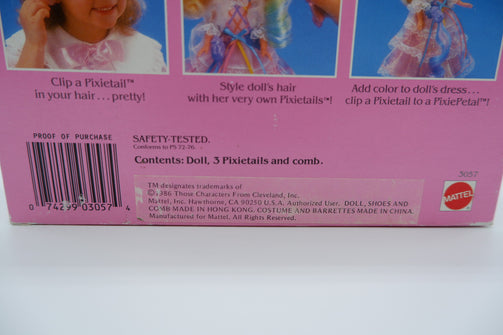 Clip a Pixietail™
in your hair... pretty!
Style doll's hair
with her very own Pixietails™!
Add color to doll's dress...
clip a Pixietail to a PixiePetal™!
PROOF OF PURCHASE
SAFETY-TESTED.
Conforms to PS 72-76
Contents: Doll, 3 Pixietails and comb.
3057
MATTEL
0 74299 03057 4
TM designates trademarks of
©1986 Those Characters From Cleveland, Inc.
Mattel, Inc. Hawthorne, CA 90250 U.S.A. Authorized User. DOLL, SHOES AND
COMB MADE IN HONG KONG. COSTUME AND BARRETTES MADE IN CHINA.
Manufactured for Mattel. All Rights Reserved.